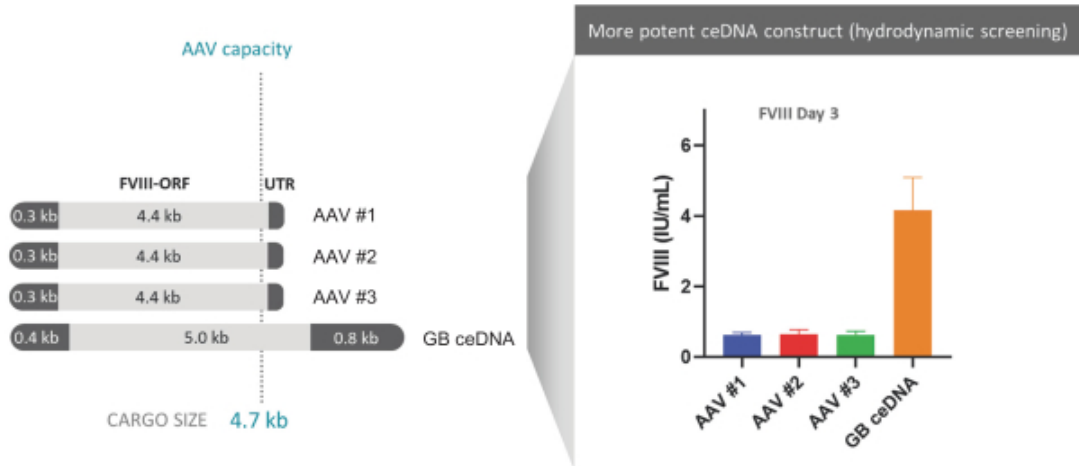 AAV capacity
FVIII-ORF UTR
0.3 kb 4.4 kb AAV #1
0.3 kb 4.4 kb AAV #2
0.3 kb 4.4 kb AAV #3
0.4 kb 5.0 kb 0.8 kb GB ceDNA
CARGO SIZE 4.7 kb
More potent ceDNA construct (hydrodynamic screening)
FVIII Day 3
FVIII (IU/mL)
6
4
2
0
AAV #1
AAV #2
AAV #3
GB ceDNA